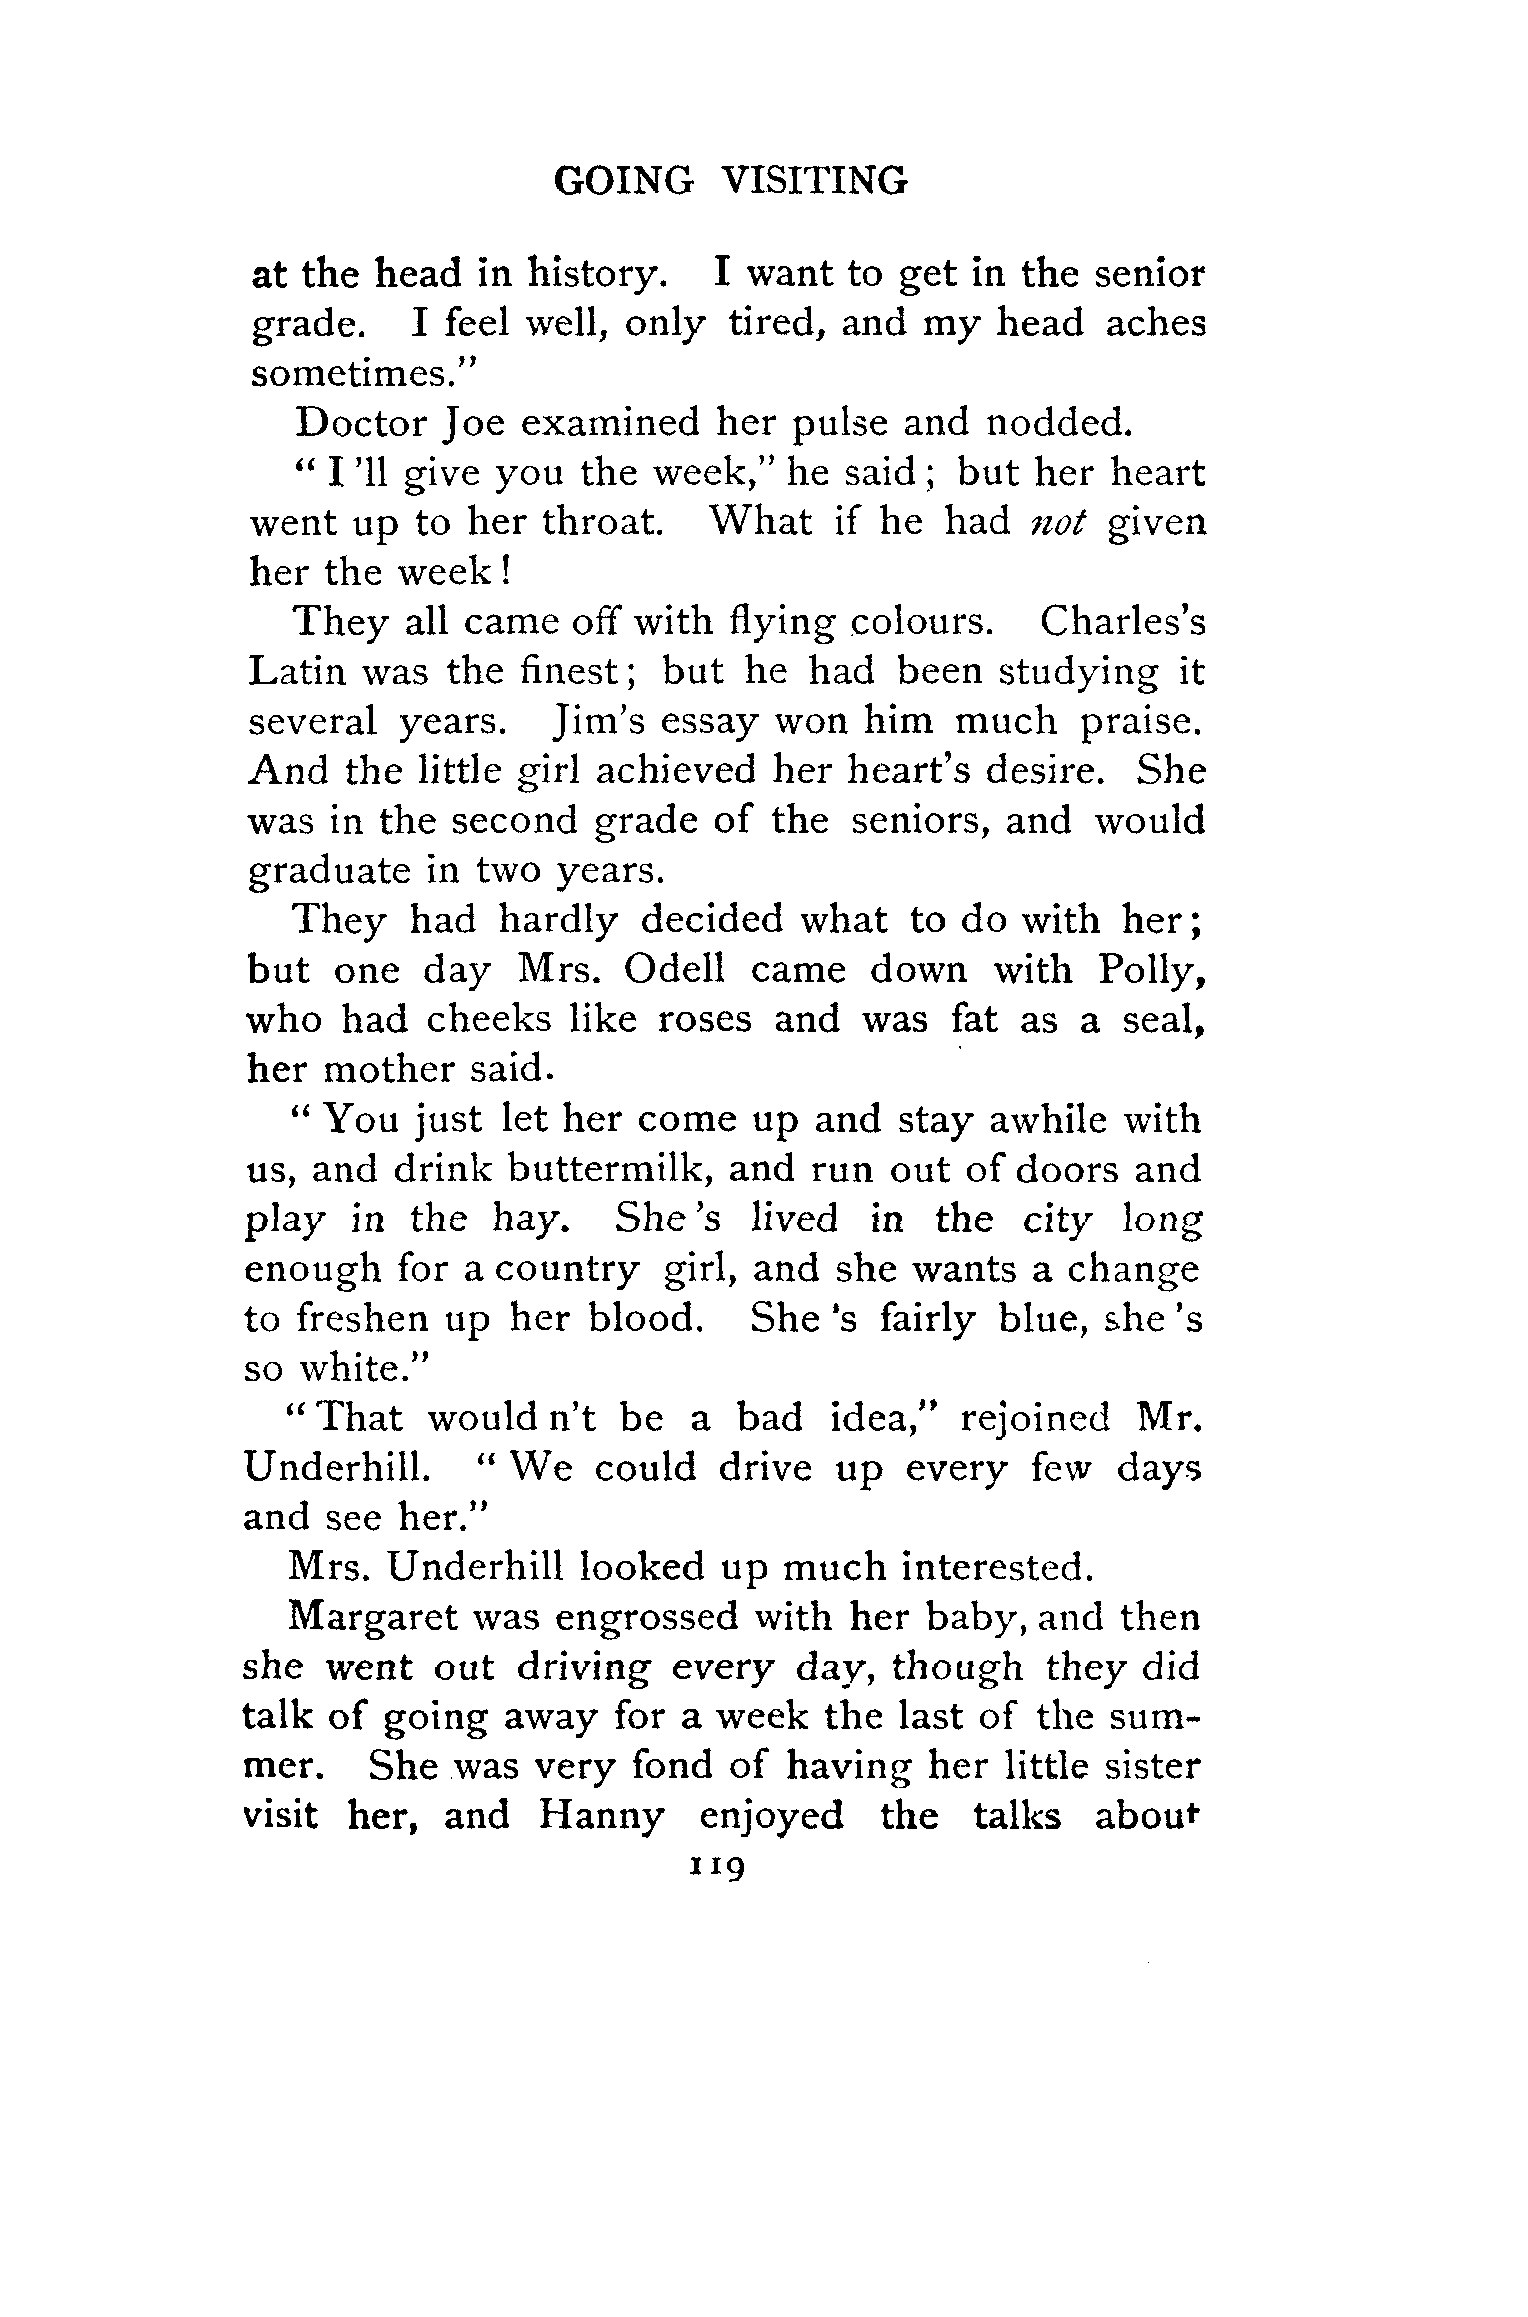 GOING VISITING
at the head in history. I want to get in the senior
grade. I feel well, only tired, and my head aches
sometimes.”
Doctor Joe examined her pulse and nodded.
“ I 'll give you the week,” he said ; but her heart
went up to her throat. What if he had not given
her the week !
They all came off with flying colours. Charles's
Latin was the finest ; but he had been studying it
several years. Jim's essay won him much praise.
And the little girl achieved her heart's desire. She
was in the second grade of the seniors, and would
graduate in two years.
They had hardly decided what to do with her ;
but one day Mrs. Odell came down with Polly,
who had cheeks like roses and was fat as a seal,
her mother said.
“ You just let her come up and stay awhile with
us, and drink buttermilk, and run out of doors and
play in the hay. She 's lived in the city long
enough for a country girl, and she wants a change
to freshen up her blood. She 's fairly blue, she 's
so white.”
“ That would n't be a bad idea,” rejoined Mr.
Underhill. “ We could drive up every few days
and see her.”
Mrs. Underhill looked up much interested.
Margaret was engrossed with her baby, and then
she went out driving every day, though they did
talk of going away for a week the last of the sum-
mer. She was very fond of having her little sister
visit her, and Hanny enjoyed the talks about
119